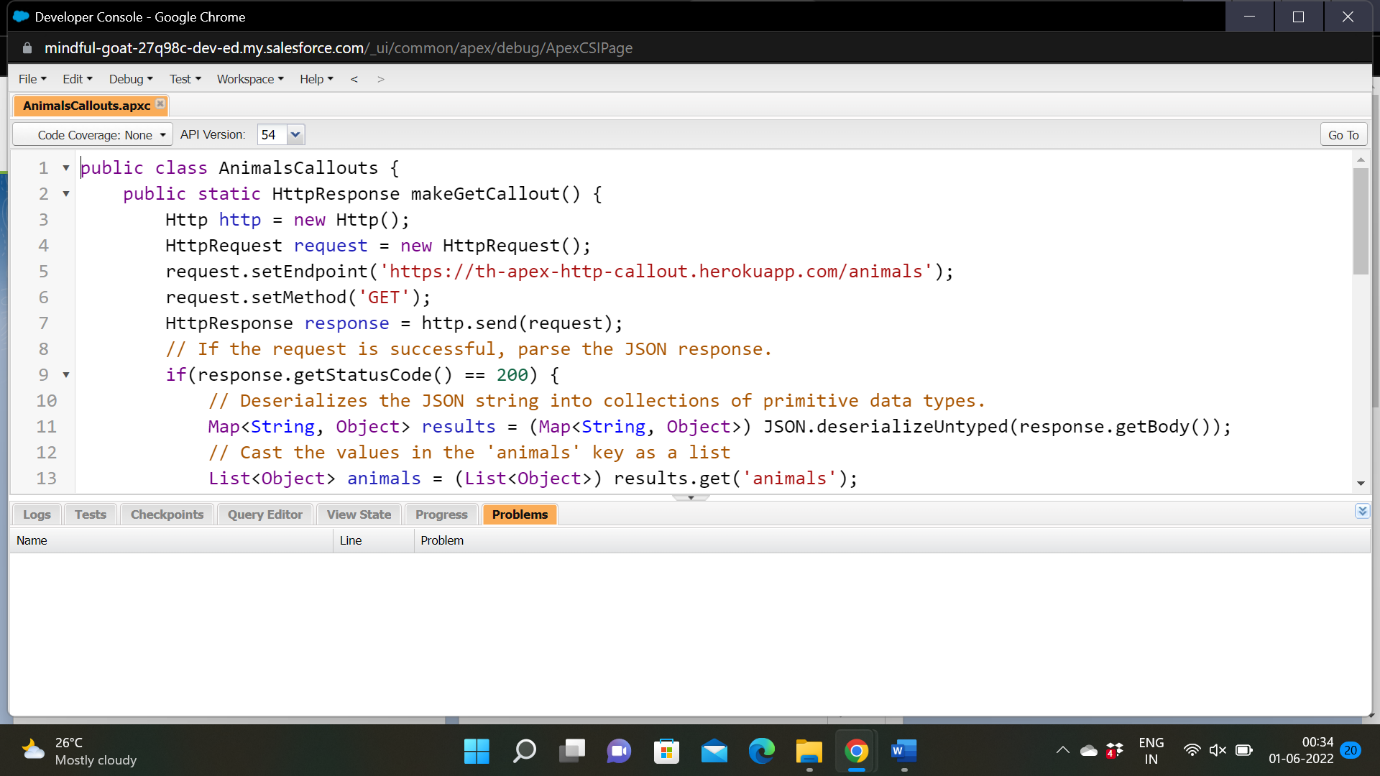 Developer Console - Google Chrome
mindful-goat-27q98c-dev-ed.my.salesforce.com/_ui/common/apex/debug/ApexCSIPage
File Edit Debug Test Workspace Help < >
AnimalsCallouts.apxc
Code Coverage: None API Version: 54 Go To
1 public class AnimalsCallouts {
2 public static HttpResponse makeGetCallout() {
3 Http http = new Http();
4 HttpRequest request = new HttpRequest();
5 request.setEndpoint('https://th-apex-http-callout.herokuapp.com/animals');
6 request.setMethod('GET');
7 HttpResponse response = http.send(request);
8 // If the request is successful, parse the JSON response.
9 if(response.getStatusCode() == 200) {
10 // Deserializes the JSON string into collections of primitive data types.
11 Map<String, Object> results = (Map<String, Object>) JSON.deserializeUntyped(response.getBody());
12 // Cast the values in the 'animals' key as a list
13 List<Object> animals = (List<Object>) results.get('animals');
Logs Tests Checkpoints Query Editor View State Progress Problems
Name Line Problem
26°C
Mostly cloudy
4
W
ENG
IN
00:34
01-06-2022
20